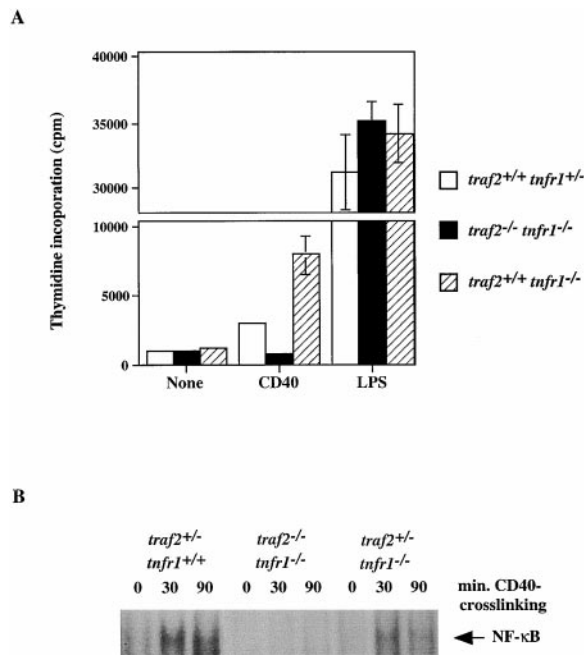 A
Thymidine incoporation (cpm)
40000
35000
30000
10000
5000
0
None CD40 LPS
traf2+/+ tnfr1+/-
traf2-/- tnfr1-/-
traf2+/+ tnfr1-/-
B
traf2+/- traf2-/- traf2+/-
tnfr1+/+ tnfr1-/- tnfr1-/-
0 30 90 0 30 90 0 30 90 min. CD40-
crosslinking
NF-κB